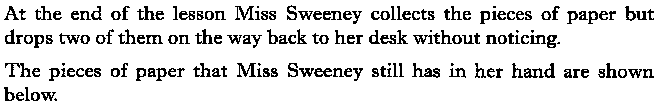 At the end of the lesson Miss Sweeney collects the pieces of paper but
drops two of them on the way back to her desk without noticing.
The pieces of paper that Miss Sweeney still has in her hand are shown
below.